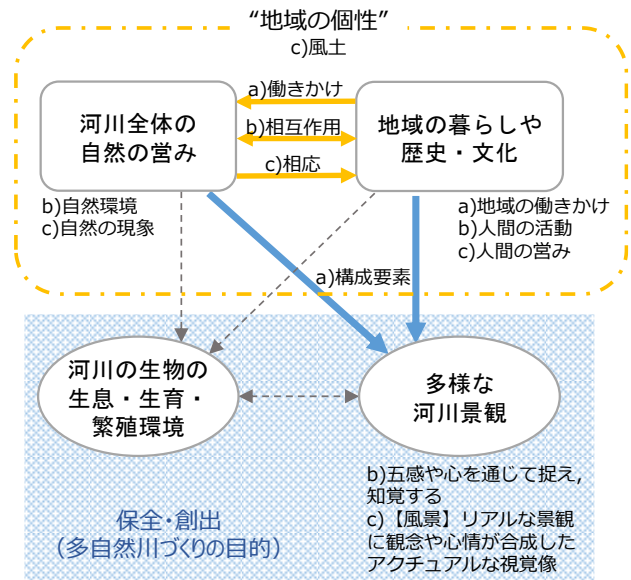 “地域の個性”
c)風土
a)働きかけ
河川全体の
自然の営み
b)相互作用
地域の暮らしや
歴史・文化
c)相応
b)自然環境
c)自然の現象
a)地域の働きかけ
b)人間の活動
c)人間の営み
a)構成要素
河川の生物の
生息・生育・
繁殖環境
多様な
河川景観
b)五感や心を通じて捉え,
知覚する
c)【風景】リアルな景観
に観念や心情が合成した
アクチュアルな視覚像
保全・創出
(多自然川づくりの目的)